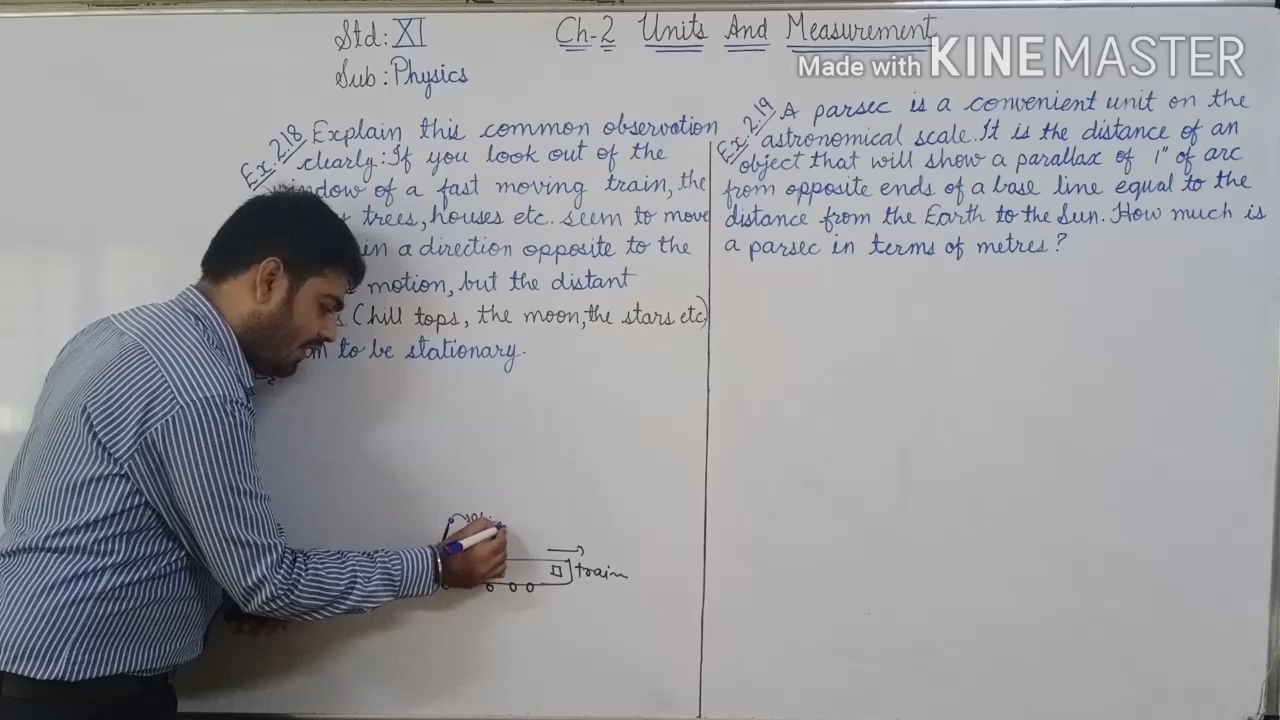 Std: XI
Sub: Physics
Ch-2 Units And Measurement
Made with KINEMASTER
Ex. 2.18 Explain this common observation
clearly: If you look out of the
window of a fast moving train, the
trees, houses etc. seem to move
in a direction opposite to the
motion, but the distant
(hill tops, the moon, the stars etc)
to be stationary.
train
Ex. 2.19 A parsec is a convenient unit on the
astronomical scale. It is the distance of an
object that will show a parallax of 1" of arc
from opposite ends of a base line equal to the
distance from the Earth to the Sun. How much is
a parsec in terms of metres?